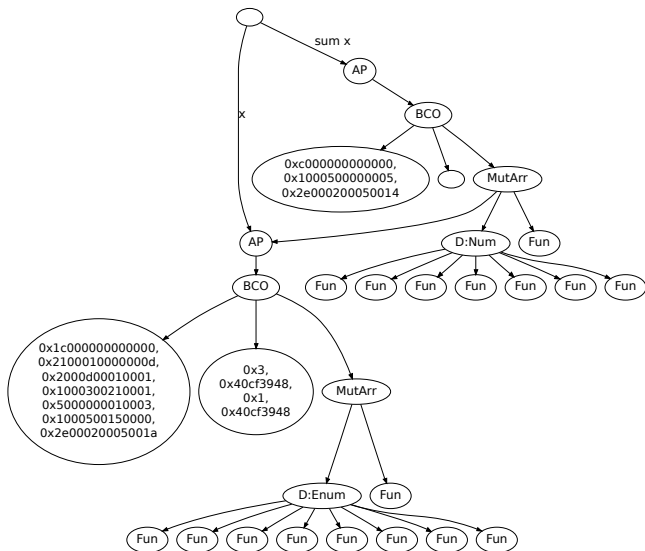 sum x
AP
BCO
x
0xc000000000000,
0x1000500000005,
0x2e000200050014
MutArr
AP
D:Num
Fun
BCO
Fun
Fun
Fun
Fun
Fun
Fun
Fun
0x1c000000000000,
0x2100010000000d,
0x2000d00010001,
0x1000300210001,
0x5000000010003,
0x1000500150000,
0x2e00020005001a
0x3,
0x40cf3948,
0x1,
0x40cf3948
MutArr
D:Enum
Fun
Fun
Fun
Fun
Fun
Fun
Fun
Fun
Fun